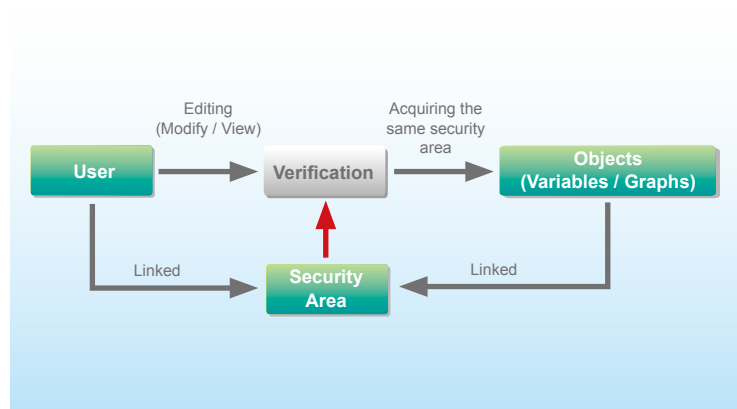 Editing
(Modify / View)
Acquiring the
same security
area
User
Verification
Objects
(Variables / Graphs)
Linked
Security
Area
Linked